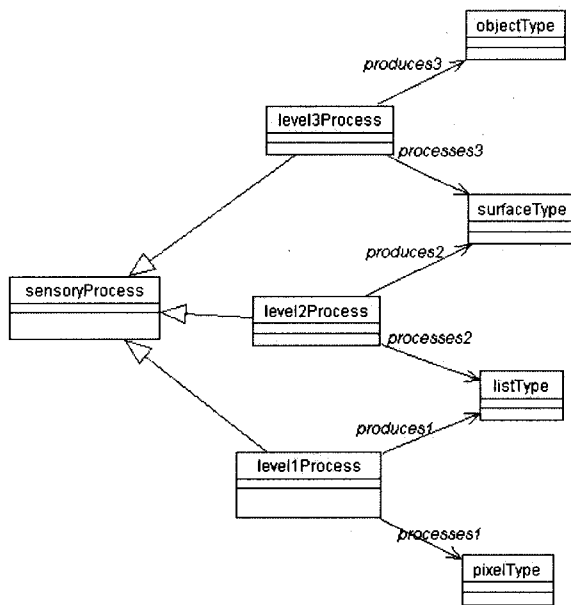 objectType
produces3
level3Process
processes3
surfaceType
produces2
sensoryProcess
level2Process
processes2
listType
produces1
level1Process
processes1
pixelType